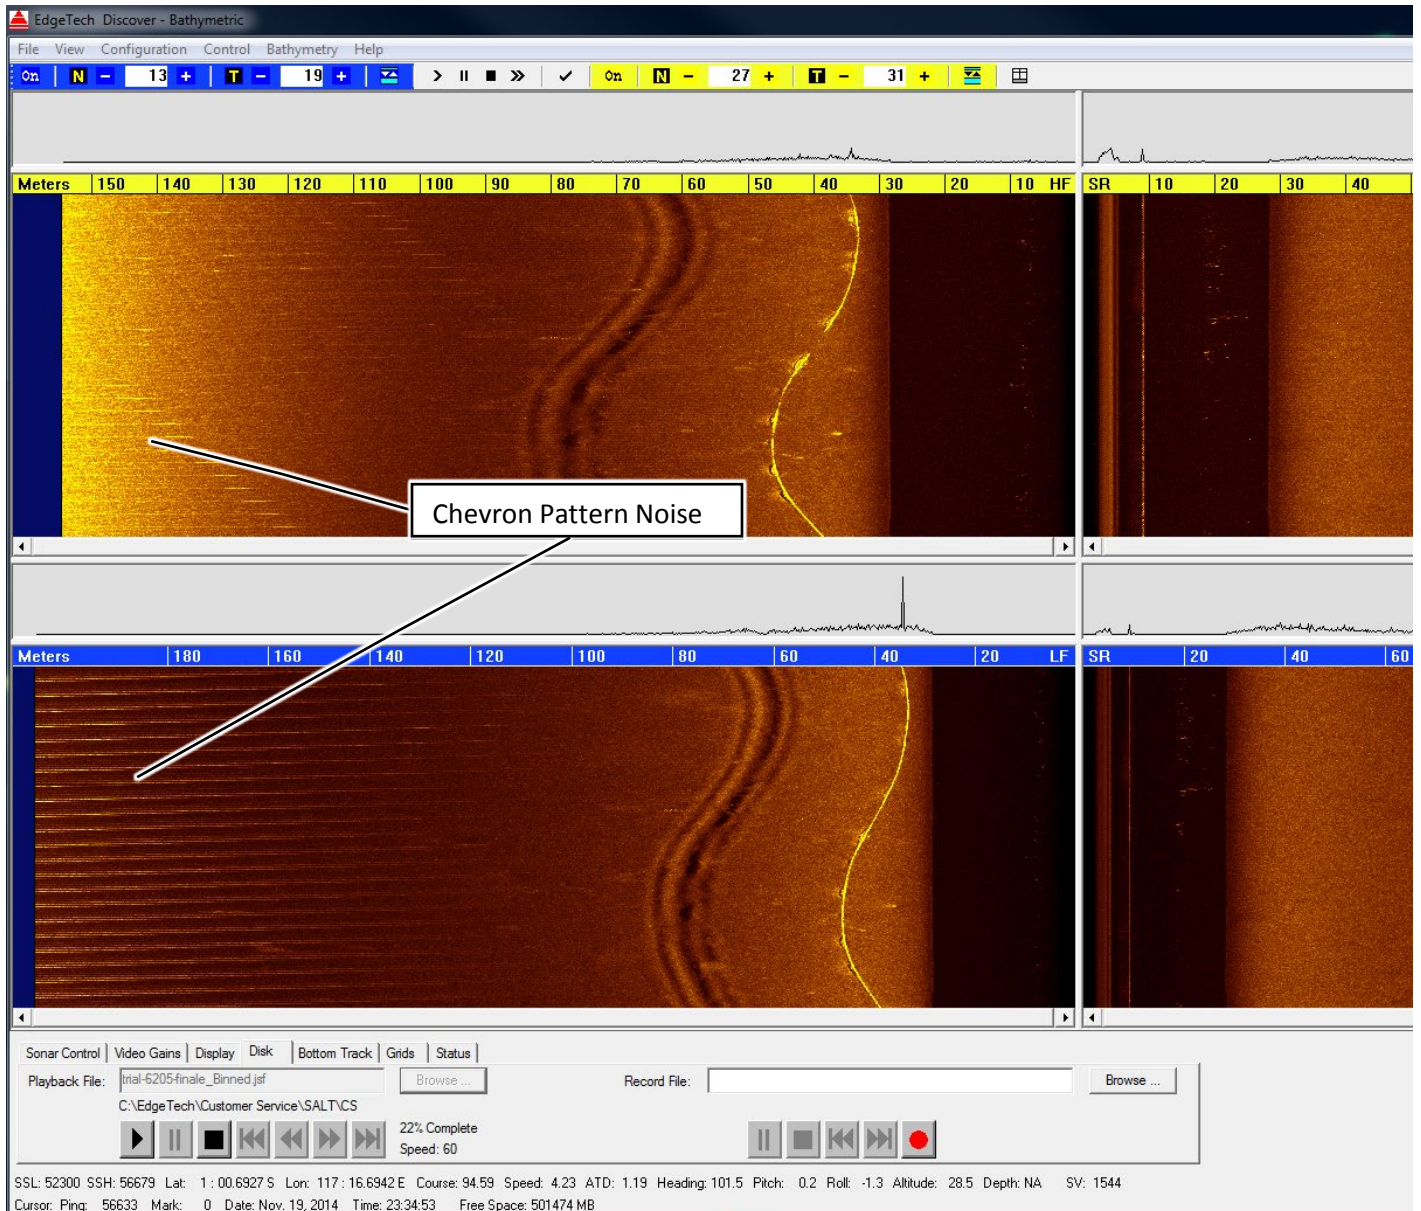 EdgeTech Discover - Bathymetric
File View Configuration Control Bathymetry Help
On N - 13 + T - 19 + On N - 27 + T - 31 +
Meters 150 140 130 120 110 100 90 80 70 60 50 40 30 20 10 HF SR 10 20 30 40
Chevron Pattern Noise
Meters 180 160 140 120 100 80 60 40 20 LF SR 20 40 60
Sonar Control Video Gains Display Disk Bottom Track Grids Status
Playback File: trial-6205-finale_Binned.jsf Browse ... Record File: Browse ...
C:\EdgeTech\Customer Service\SALT\CS
22% Complete
Speed: 60
SSL: 52300 SSH: 56679 Lat: 1 : 00.6927 S Lon: 117 : 16.6942 E Course: 94.59 Speed: 4.23 ATD: 1.19 Heading: 101.5 Pitch: 0.2 Roll: -1.3 Altitude: 28.5 Depth: NA SV: 1544
Cursor: Ping: 56633 Mark: 0 Date: Nov. 19, 2014 Time: 23:34:53 Free Space: 501474 MB